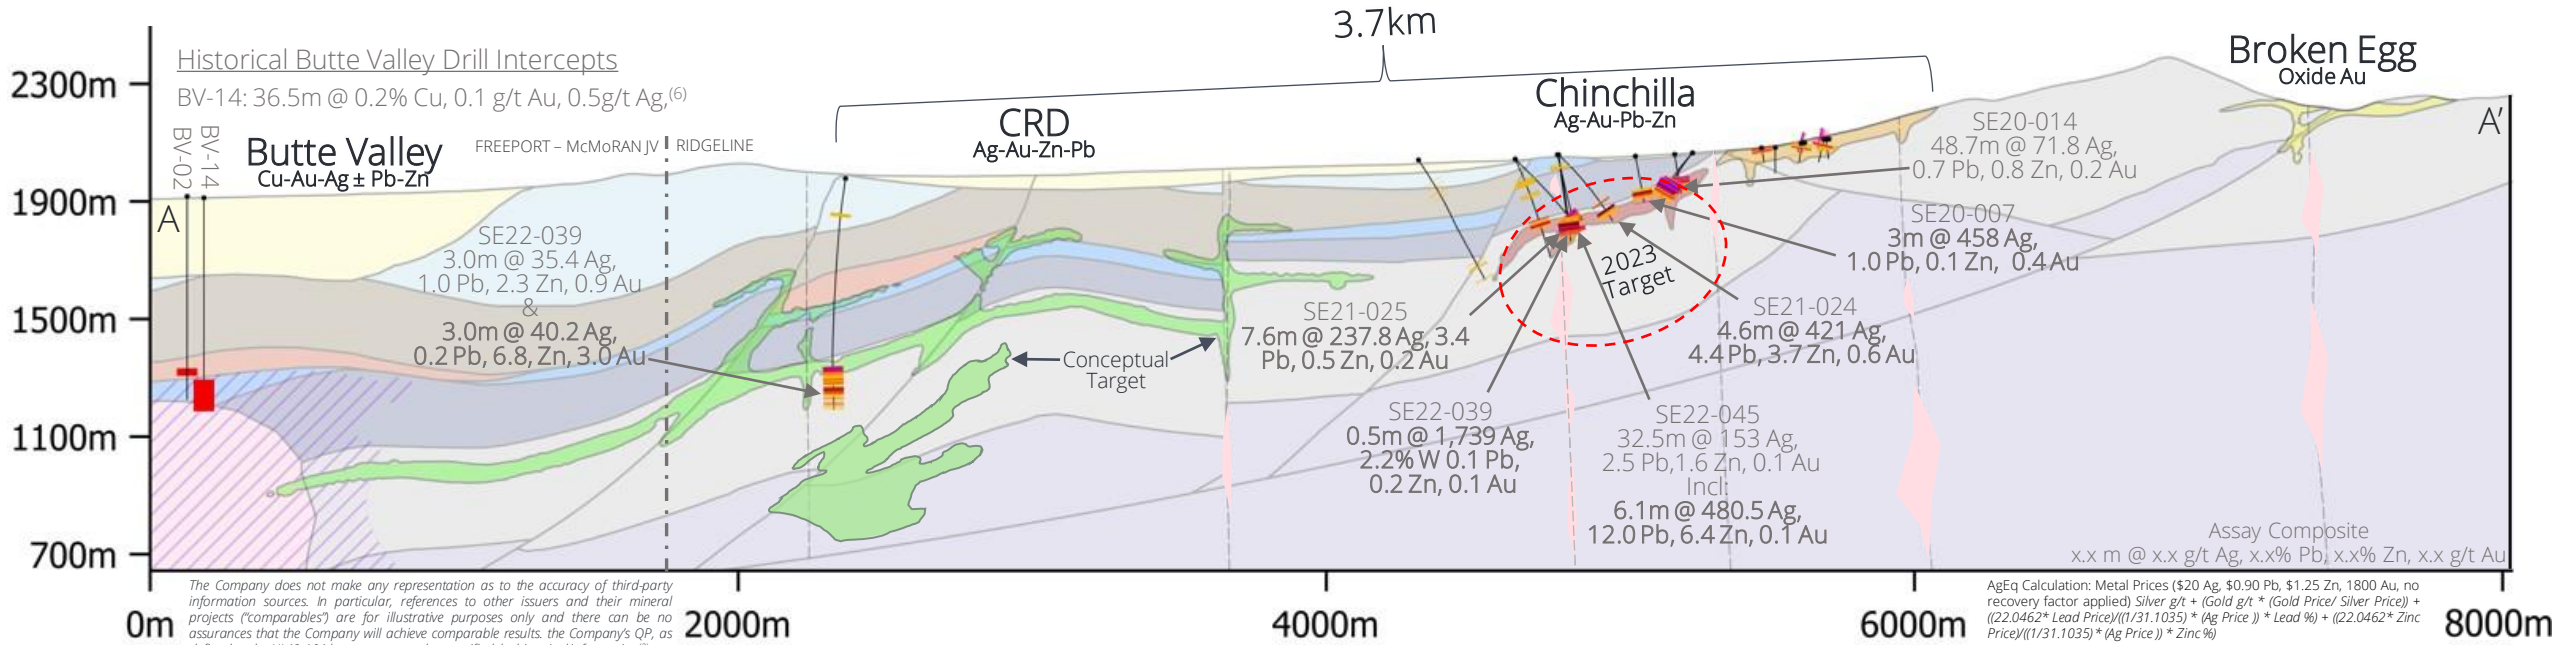 3.7km
Historical Butte Valley Drill Intercepts
BV-14: 36.5m @ 0.2% Cu, 0.1 g/t Au, 0.5g/t Ag,(6)
2300m
1900m
1500m
1100m
700m
BV-02
BV-14
Butte Valley
Cu-Au-Ag ± Pb-Zn
FREEPORT – McMoRAN JV
RIDGELINE
CRD
Ag-Au-Zn-Pb
Chinchilla
Ag-Au-Pb-Zn
Broken Egg
Oxide Au
A
A’
SE22-039
3.0m @ 35.4 Ag,
1.0 Pb, 2.3 Zn, 0.9 Au
&
3.0m @ 40.2 Ag,
0.2 Pb, 6.8, Zn, 3.0 Au
Conceptual
Target
SE21-025
7.6m @ 237.8 Ag, 3.4
Pb, 0.5 Zn, 0.2 Au
2023
Target
SE20-014
48.7m @ 71.8 Ag,
0.7 Pb, 0.8 Zn, 0.2 Au
SE20-007
3m @ 458 Ag,
1.0 Pb, 0.1 Zn, 0.4 Au
SE21-024
4.6m @ 421 Ag,
4.4 Pb, 3.7 Zn, 0.6 Au
SE22-039
0.5m @ 1,739 Ag,
2.2% W 0.1 Pb,
0.2 Zn, 0.1 Au
SE22-045
32.5m @ 153 Ag,
2.5 Pb,1.6 Zn, 0.1 Au
Incl:
6.1m @ 480.5 Ag,
12.0 Pb, 6.4 Zn, 0.1 Au
Assay Composite
x.x m @ x.x g/t Ag, x.x% Pb, x.x% Zn, x.x g/t Au
0m
2000m
4000m
6000m
8000m
The Company does not make any representation as to the accuracy of third-party
information sources. In particular, references to other issuers and their mineral
projects (“comparables”) are for illustrative purposes only and there can be no
assurances that the Company will achieve comparable results. the Company’s QP, as
AgEq Calculation: Metal Prices ($20 Ag, $0.90 Pb, $1.25 Zn, 1800 Au, no
recovery factor applied) Silver g/t + (Gold g/t * (Gold Price/ Silver Price)) +
((22.0462* Lead Price)/((1/31.1035) * (Ag Price )) * Lead %) + ((22.0462* Zinc
Price)/((1/31.1035) * (Ag Price )) * Zinc %)